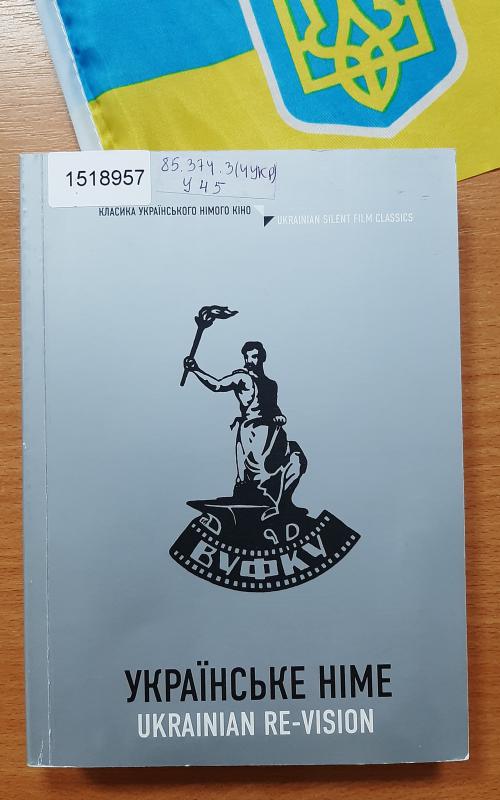 1518957
85.374.3(4УКР)
У 45
КЛАСИКА УКРАЇНСЬКОГО НІМОГО КІНО
UKRAINIAN SILENT FILM CLASSICS
ВУФКУ
УКРАЇНСЬКЕ НІМЕ
UKRAINIAN RE-VISION